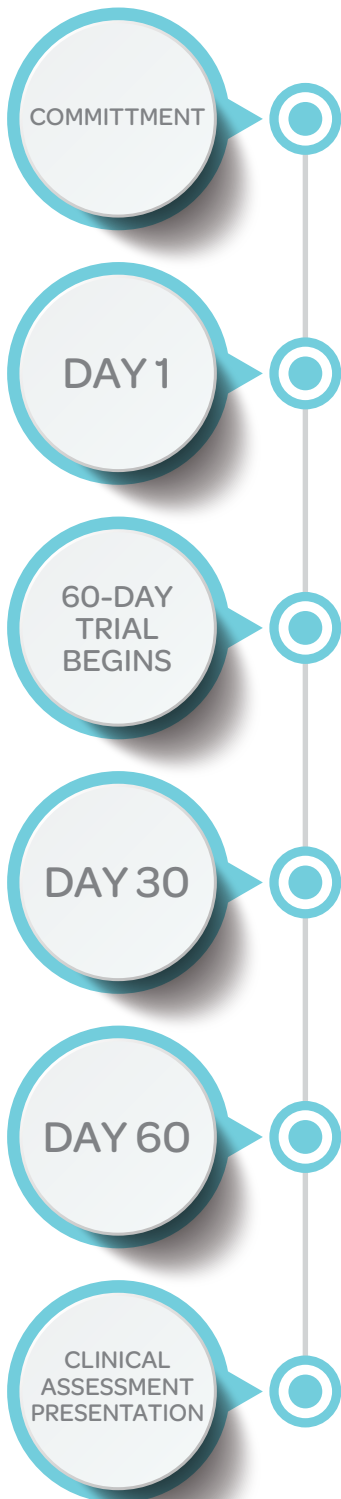 COMMITTMENT
DAY 1
60-DAY
TRIAL
BEGINS
DAY 30
DAY 60
CLINICAL
ASSESSMENT
PRESENTATION